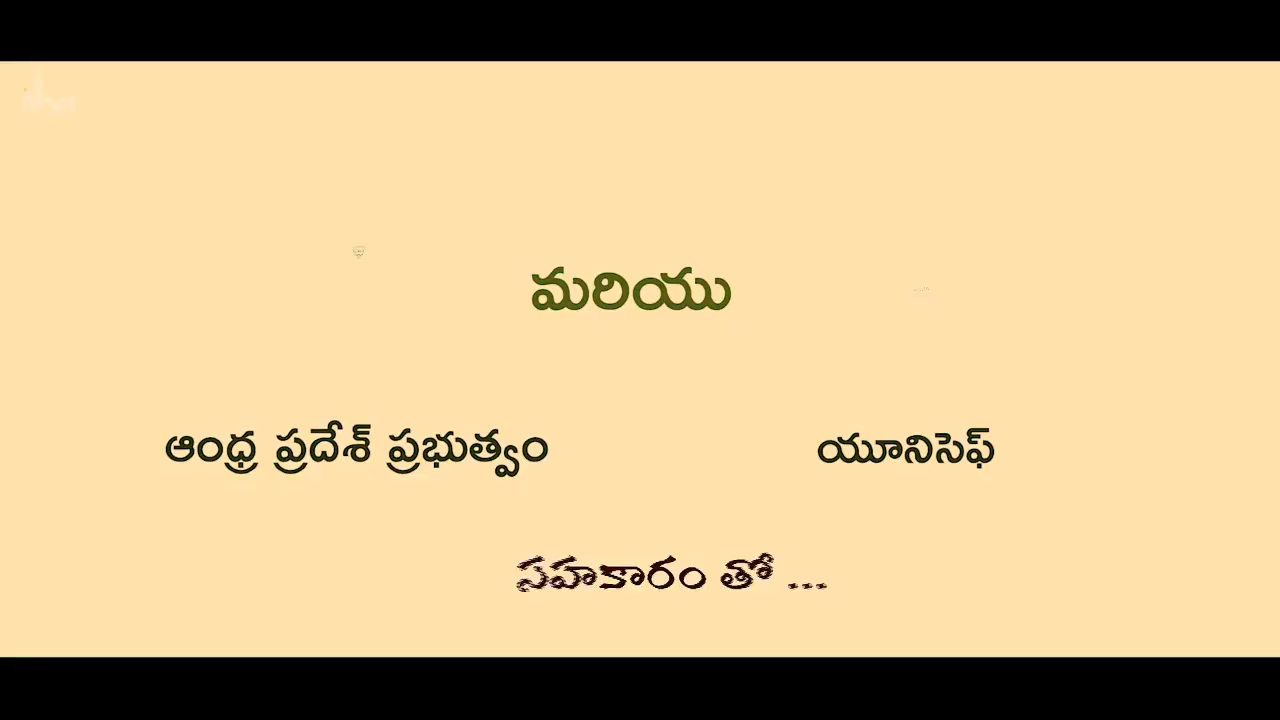 మరియు
ఆంధ్ర ప్రదేశ్ ప్రభుత్వం యూనిసెఫ్
సహకారం తో ...